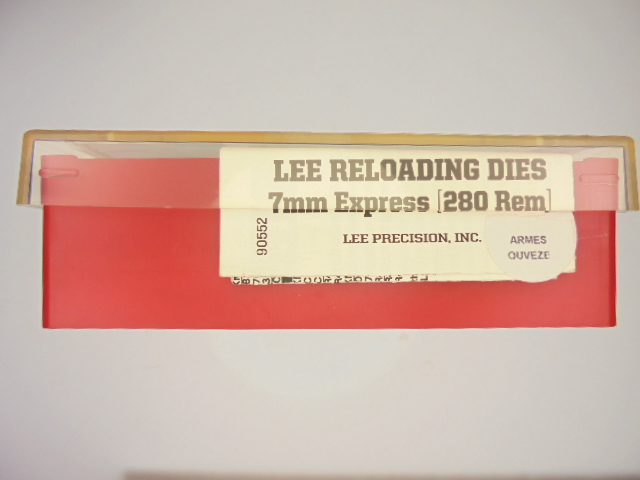 LEE RELOADING DIES
7mm Express [280 Rem]
90552
LEE PRECISION, INC.
ARMES
OUVEZE